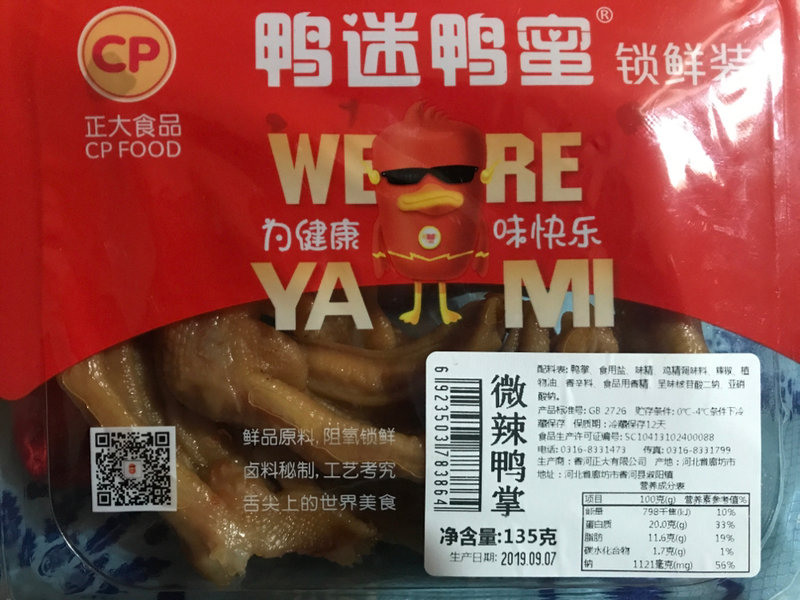 CP
正大食品
CP FOOD
鸭迷鸭蜜®
锁鲜装
WE RE
为健康 味快乐
YA MI
鲜品原料,阻氧锁鲜
卤料秘制,工艺考究
舌尖上的世界美食
6923503178386 4
微辣鸭掌
净含量:135克
生产日期: 2019.09.07
配料表: 鸭掌、食用盐、味精、鸡精调味料、辣椒、植
物油、香辛料、食品用香精、呈味核苷酸二钠、亚硝
酸钠。
产品标准号: GB 2726 贮存条件: 0℃-4℃条件下冷
藏保存 保质期: 冷藏保存12天
食品生产许可证编号: SC10413102400088
电话: 0316-8331473 传真: 0316-8331799
生产商: 香河正大有限公司 产地: 河北省廊坊市
地址: 河北省廊坊市香河县淑阳镇
营养成分表
项目 100克(g) 营养素参考值%
能量 798千焦(kJ) 10%
蛋白质 20.0克(g) 33%
脂肪 11.6克(g) 19%
碳水化合物 1.7克(g) 1%
钠 1121毫克(mg) 56%